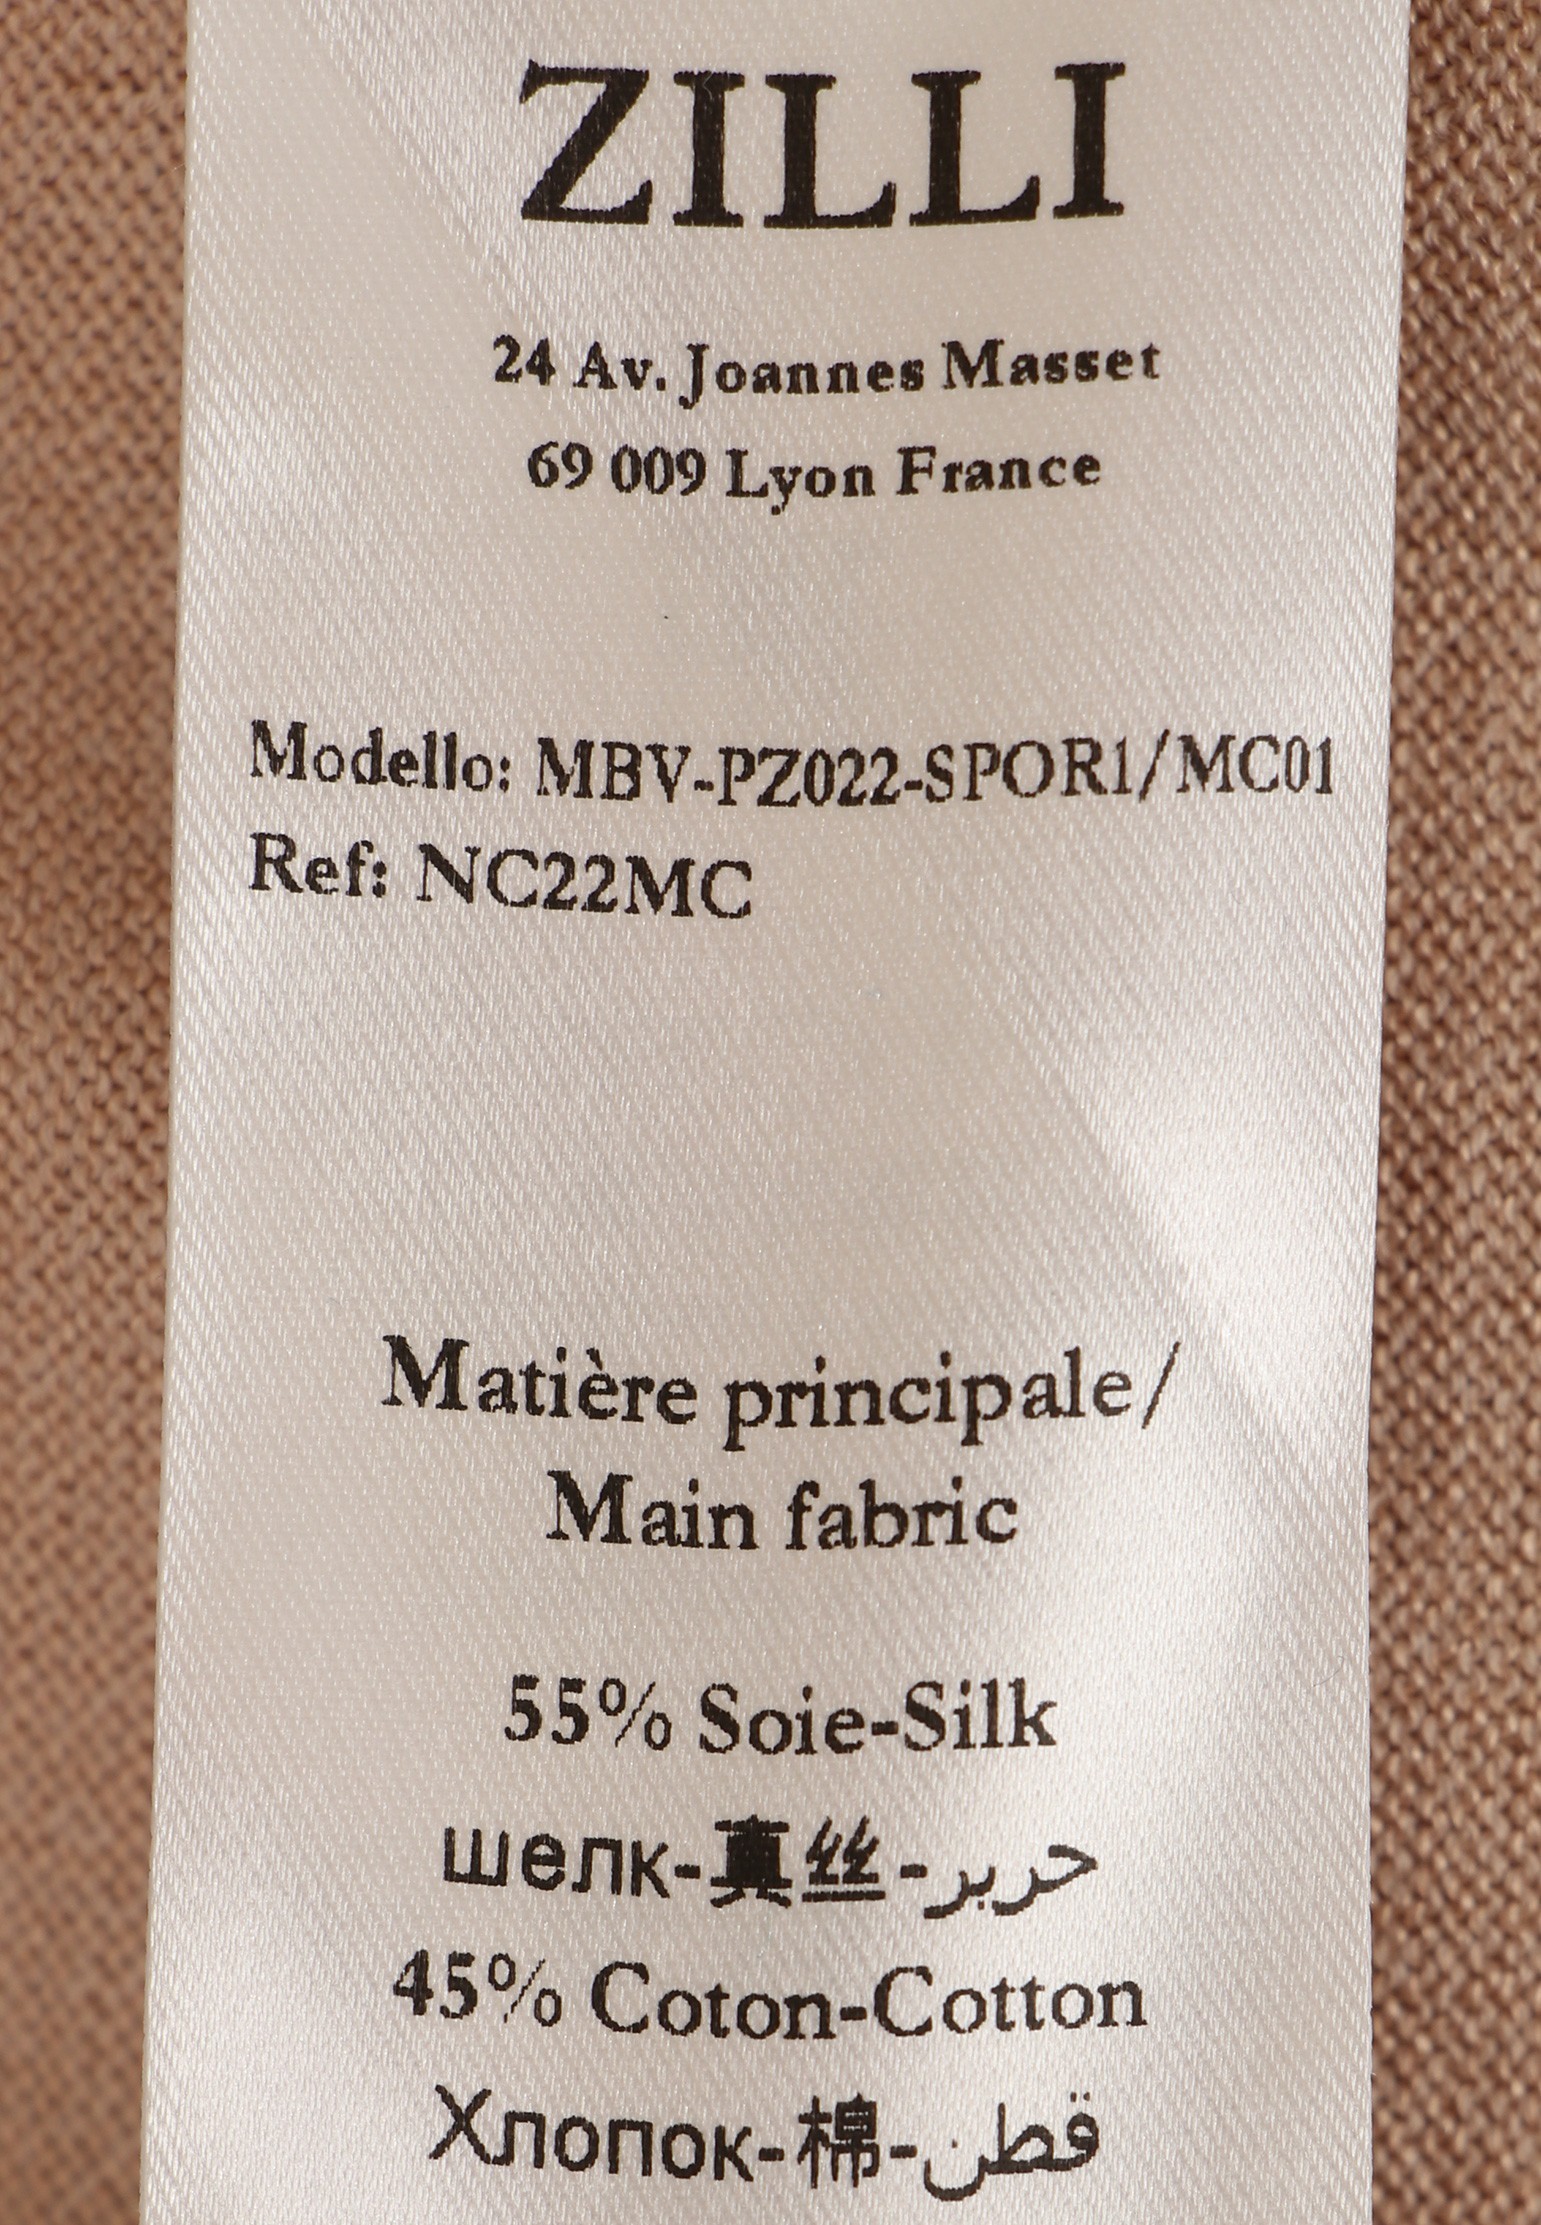 ZILLI
24 Av. Joannes Masset
69 009 Lyon France
Modello: MBV-PZ022-SPOR1/MC01
Ref: NC22MC
Matière principale/
Main fabric
55% Soie-Silk
шелк-真丝-حرير
45% Coton-Cotton
Хлопок-棉-قطن